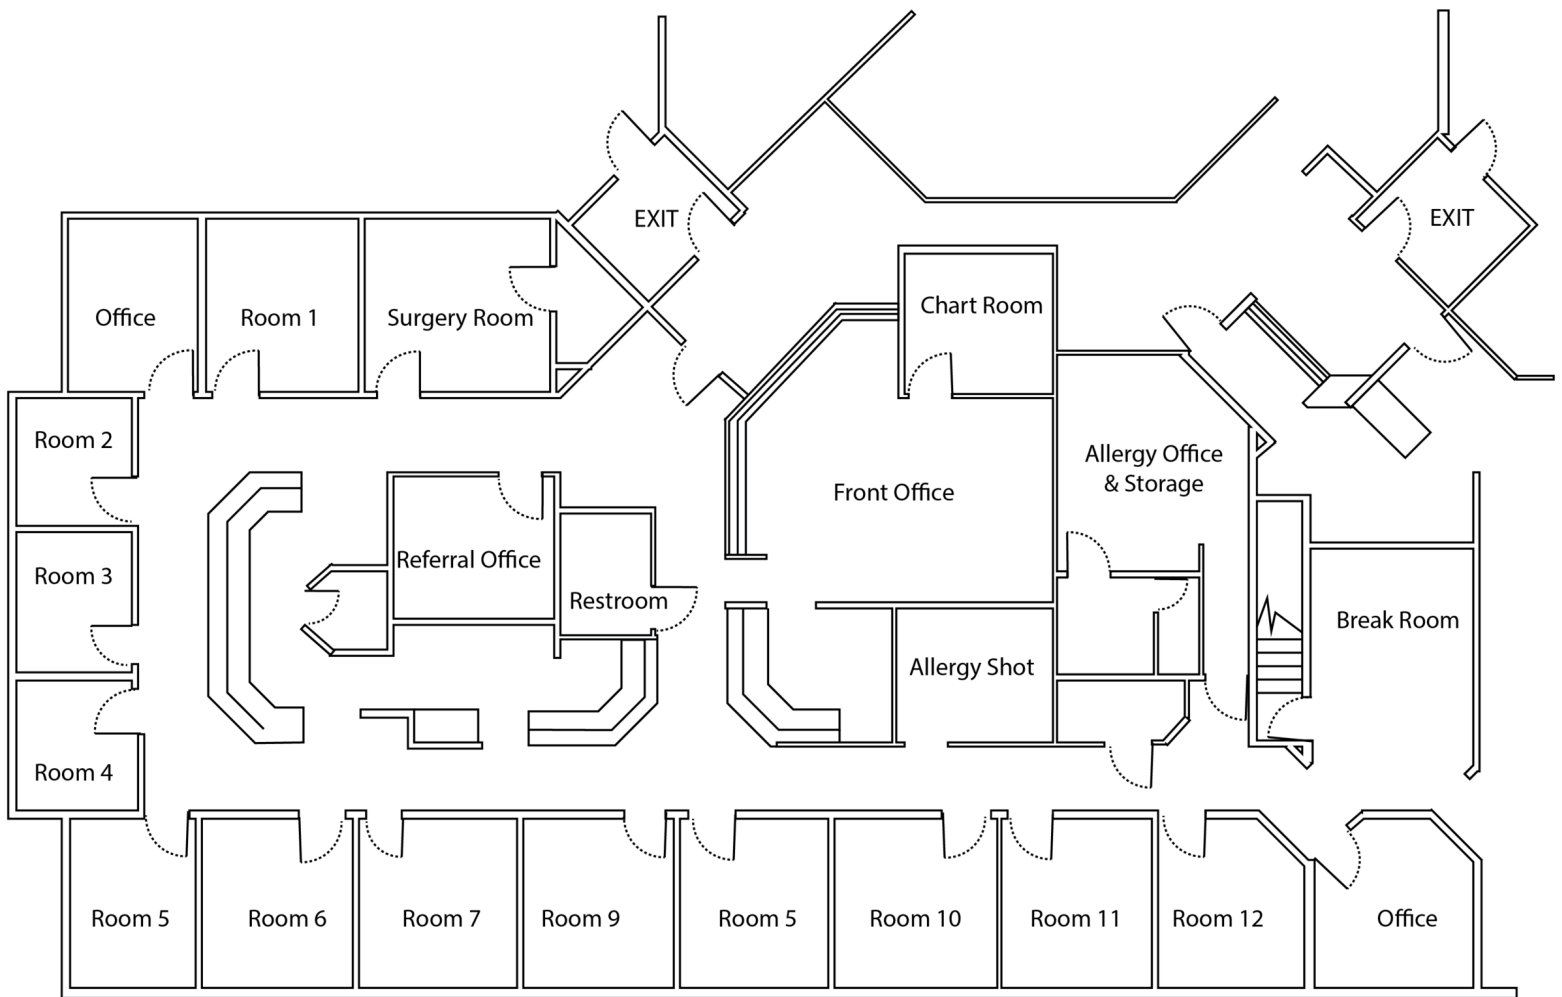 EXIT
EXIT
Office
Room 1
Surgery Room
Chart Room
Room 2
Front Office
Allergy Office
& Storage
Room 3
Referral Office
Restroom
Break Room
Allergy Shot
Room 4
Room 5
Room 6
Room 7
Room 9
Room 5
Room 10
Room 11
Room 12
Office